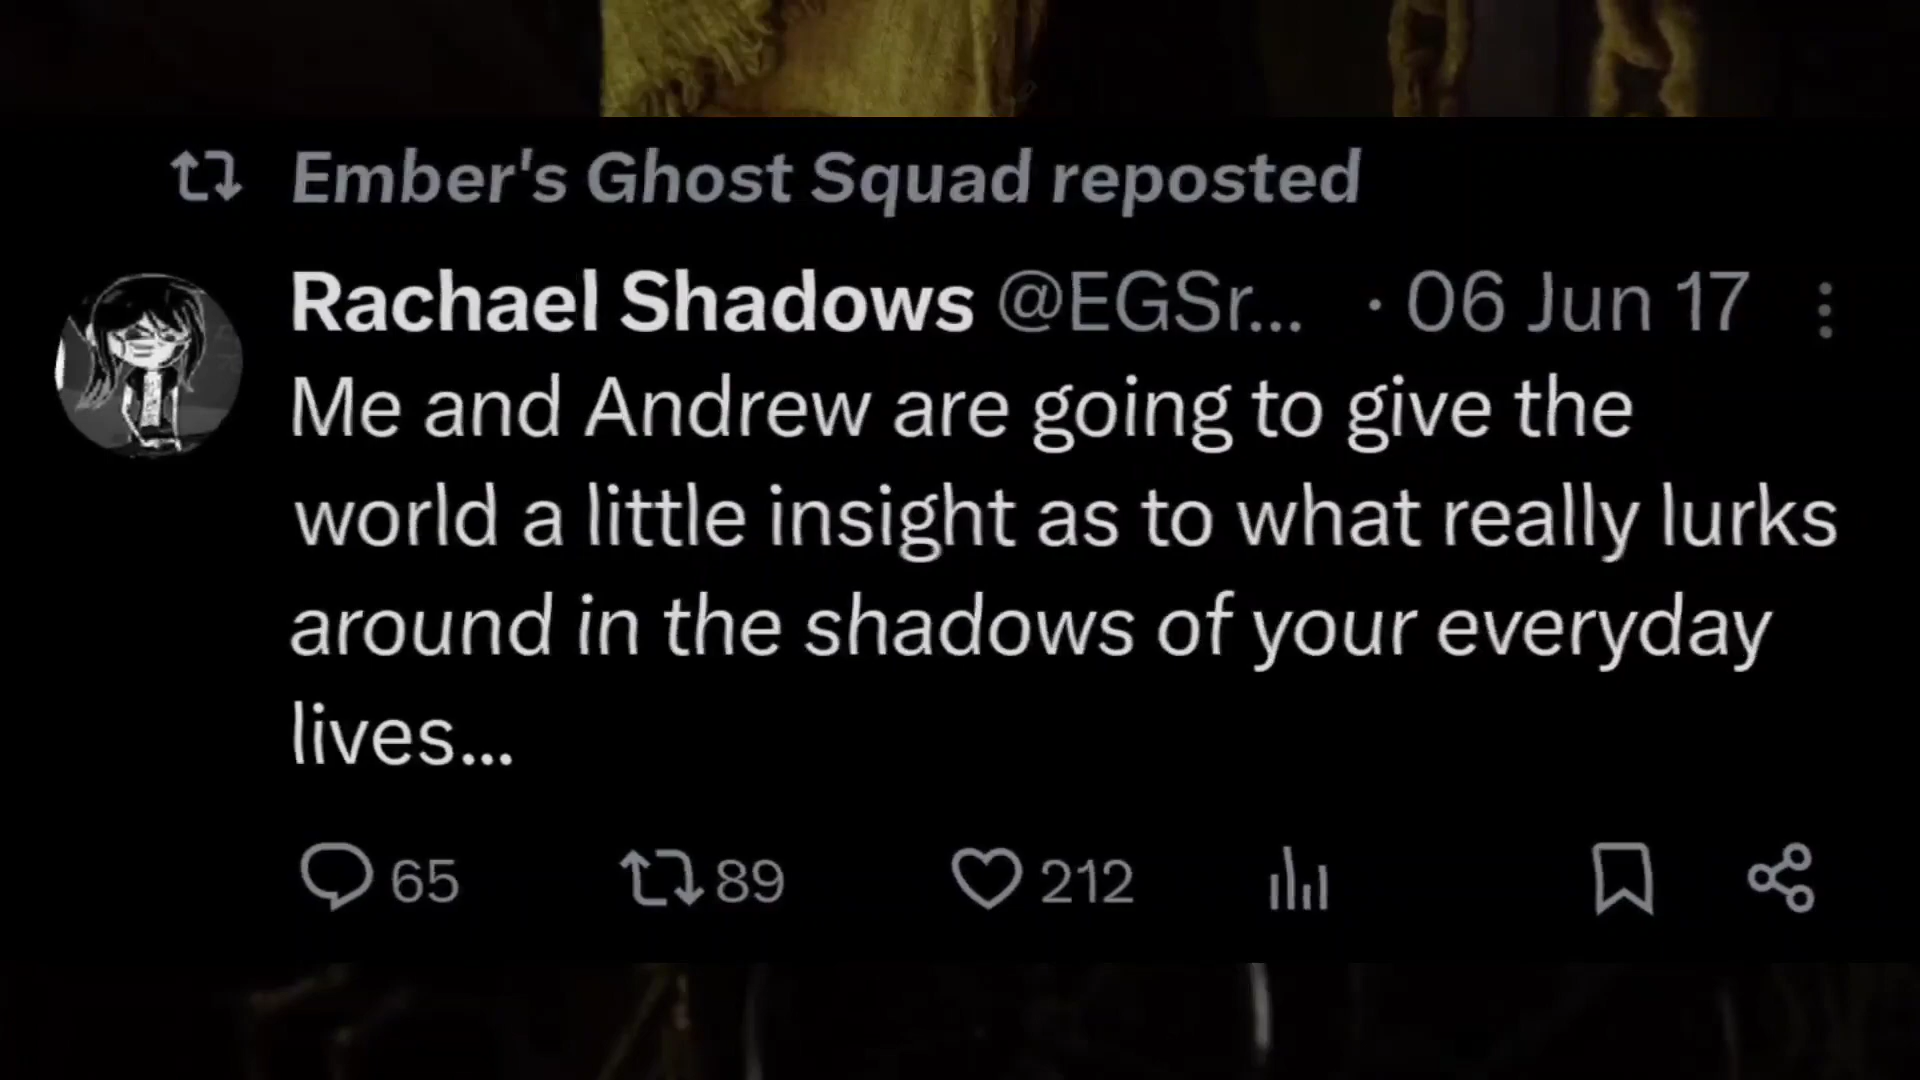 Ember's Ghost Squad reposted
Rachael Shadows @EGSr... · 06 Jun 17
Me and Andrew are going to give the
world a little insight as to what really lurks
around in the shadows of your everyday
lives...
65 89 212